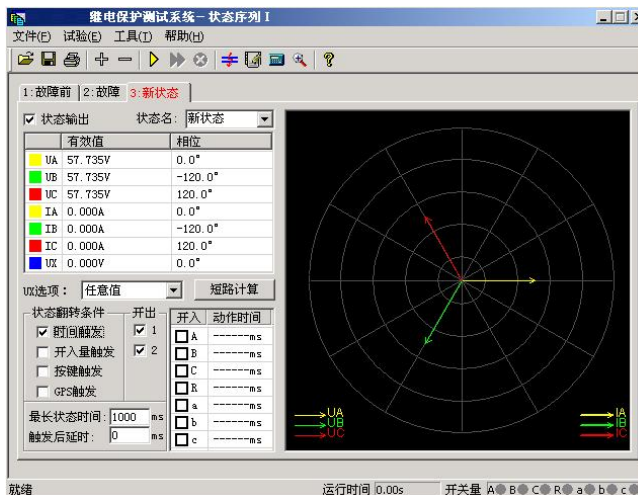 继电保护测试系统-状态序列 I
文件(F) 试验(E) 工具(T) 帮助(H)
1:故障前 2:故障 3:新状态
状态输出 状态名: 新状态
有效值 相位
UA 57.735V 0.0°
UB 57.735V -120.0°
UC 57.735V 120.0°
IA 0.000A 0.0°
IB 0.000A -120.0°
IC 0.000A 120.0°
UX 0.000V 0.0°
UX选项: 任意值 短路计算
状态翻转条件 开出 开入 动作时间
时间触发 1 A ------ms
开入量触发 2 B ------ms
按键触发 C ------ms
GPS触发 R ------ms
最长状态时间: 1000 ms a ------ms
触发后延时: 0 ms b ------ms
c ------ms
UA IA
UB IB
UC IC
就绪 运行时间 0.00s 开关量 A B C R a b c